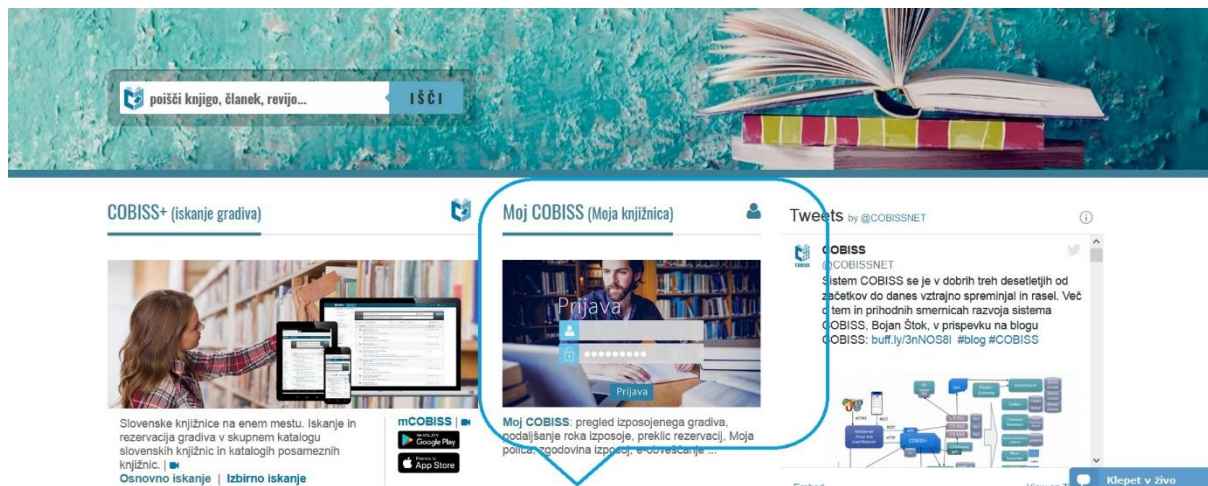 poišči knjigo, članek, revijo...
IŠČI
COBISS+ (iskanje gradiva)
Slovenske knjižnice na enem mestu. Iskanje in
rezervacija gradiva v skupnem katalogu
slovenskih knjižnic in katalogih posameznih
knjižnic. |
Osnovno iskanje | Izbirno iskanje
mCOBISS |
Google Play
App Store
Moj COBISS (Moja knjižnica)
Prijava
Prijava
Moj COBISS: pregled izposojenega gradiva,
podaljšanje roka izposoje, preklic rezervacij, Moja
polica, zgodovina izposoj, e-obveščanje ...
Tweets by @COBISSNET
COBISS
@COBISSNET
Sistem COBISS se je v dobrih treh desetletjih od
začetkov do danes vztrajno spreminjal in rasel. Več
o tem in prihodnih smernicah razvoja sistema
COBISS, Bojan Štok, v prispevku na blogu
COBISS: buff.ly/3nNOS8l #blog #COBISS
COBISS+
Klepet v živo